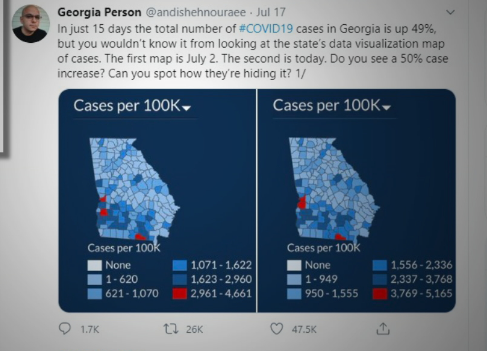 Georgia Person @andishehnouraee · Jul 17
In just 15 days the total number of #COVID19 cases in Georgia is up 49%,
but you wouldn't know it from looking at the state's data visualization map
of cases. The first map is July 2. The second is today. Do you see a 50% case
increase? Can you spot how they're hiding it? 1/
Cases per 100K
Cases per 100K
None
1,071 - 1,622
1 - 620
1,623 - 2,960
621 - 1,070
2,961 - 4,661
Cases per 100K
Cases per 100K
None
1,556 - 2,336
1 - 949
2,337 - 3,768
950 - 1,555
3,769 - 5,165
1.7K
26K
47.5K